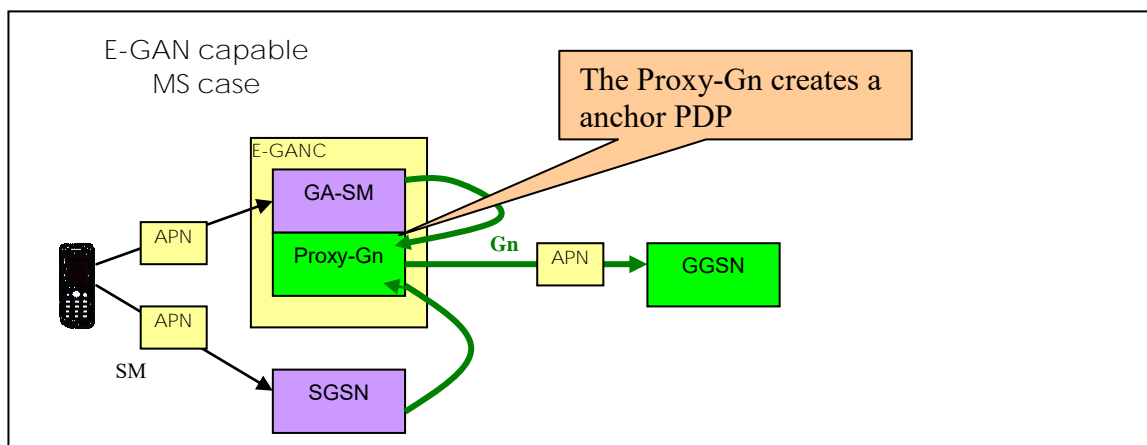 E-GAN capable
MS case
The Proxy-Gn creates a
anchor PDP
E-GANC
GA-SM
APN
Proxy-Gn
Gn
APN
GGSN
APN
SM
SGSN